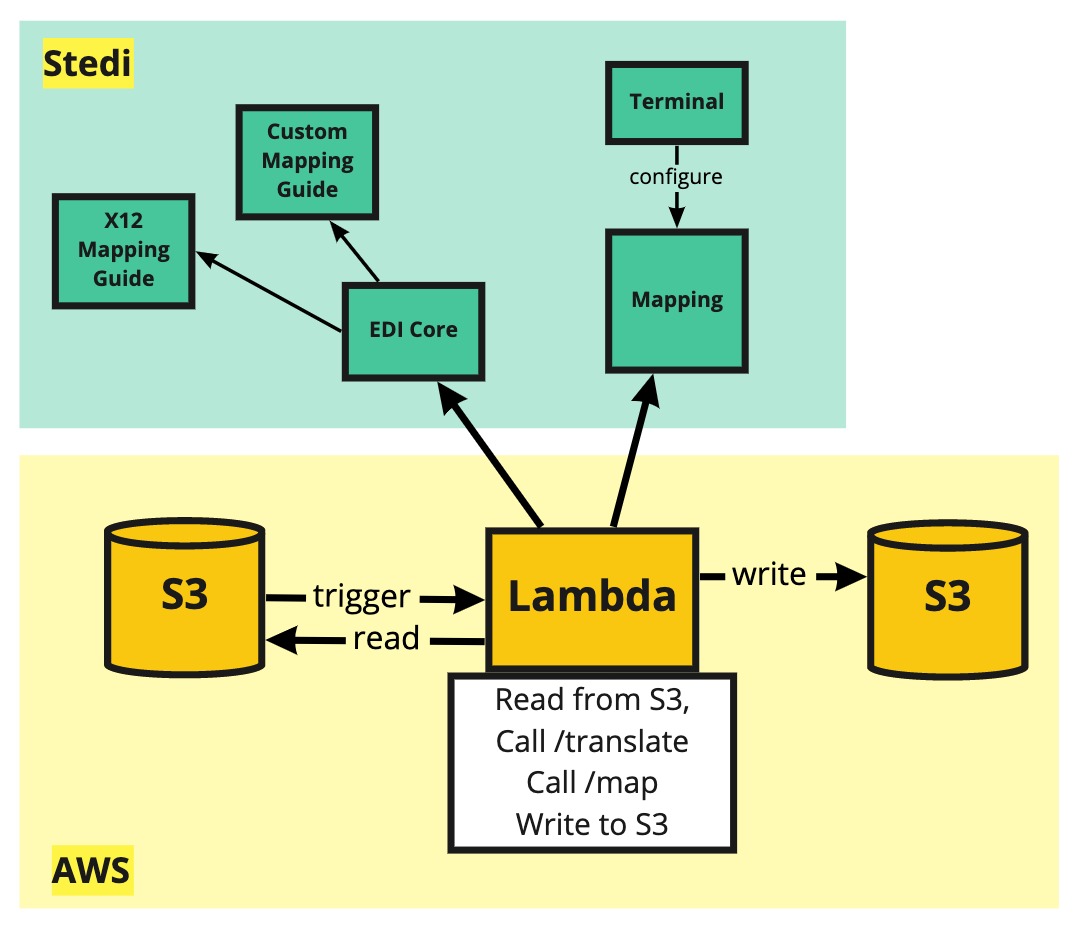 Stedi
Custom
Mapping
Guide
X12
Mapping
Guide
EDI Core
Terminal
configure
Mapping
S3
trigger
read
Lambda
write
S3
Read from S3,
Call /translate
Call /map
Write to S3
AWS